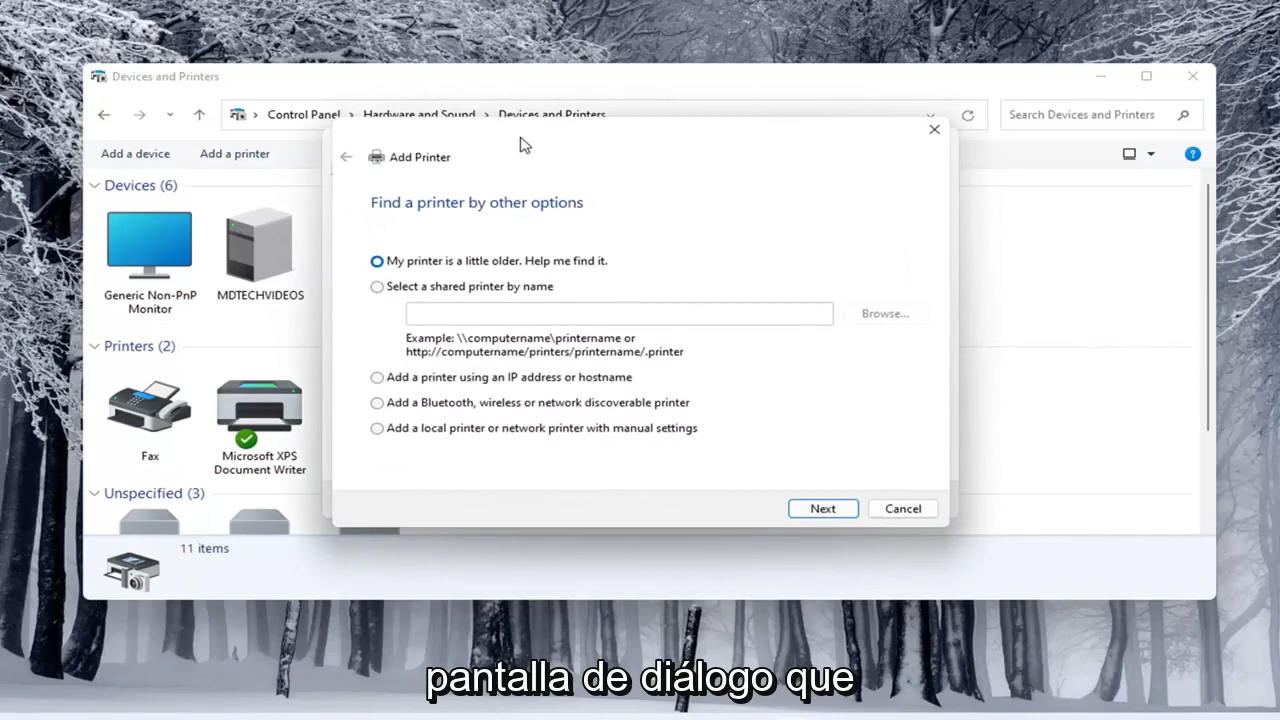 Devices and Printers
Control Panel > Hardware and Sound > Devices and Printers
Search Devices and Printers
Add a device
Add a printer
Devices (6)
Generic Non-PnP
Monitor
MDTECHVIDEOS
Printers (2)
Fax
Microsoft XPS
Document Writer
Unspecified (3)
11 items
Add Printer
Find a printer by other options
My printer is a little older. Help me find it.
Select a shared printer by name
Browse...
Example: \\computername\printername or
http://computername/printers/printername/.printer
Add a printer using an IP address or hostname
Add a Bluetooth, wireless or network discoverable printer
Add a local printer or network printer with manual settings
Next
Cancel
pantalla de diálogo que